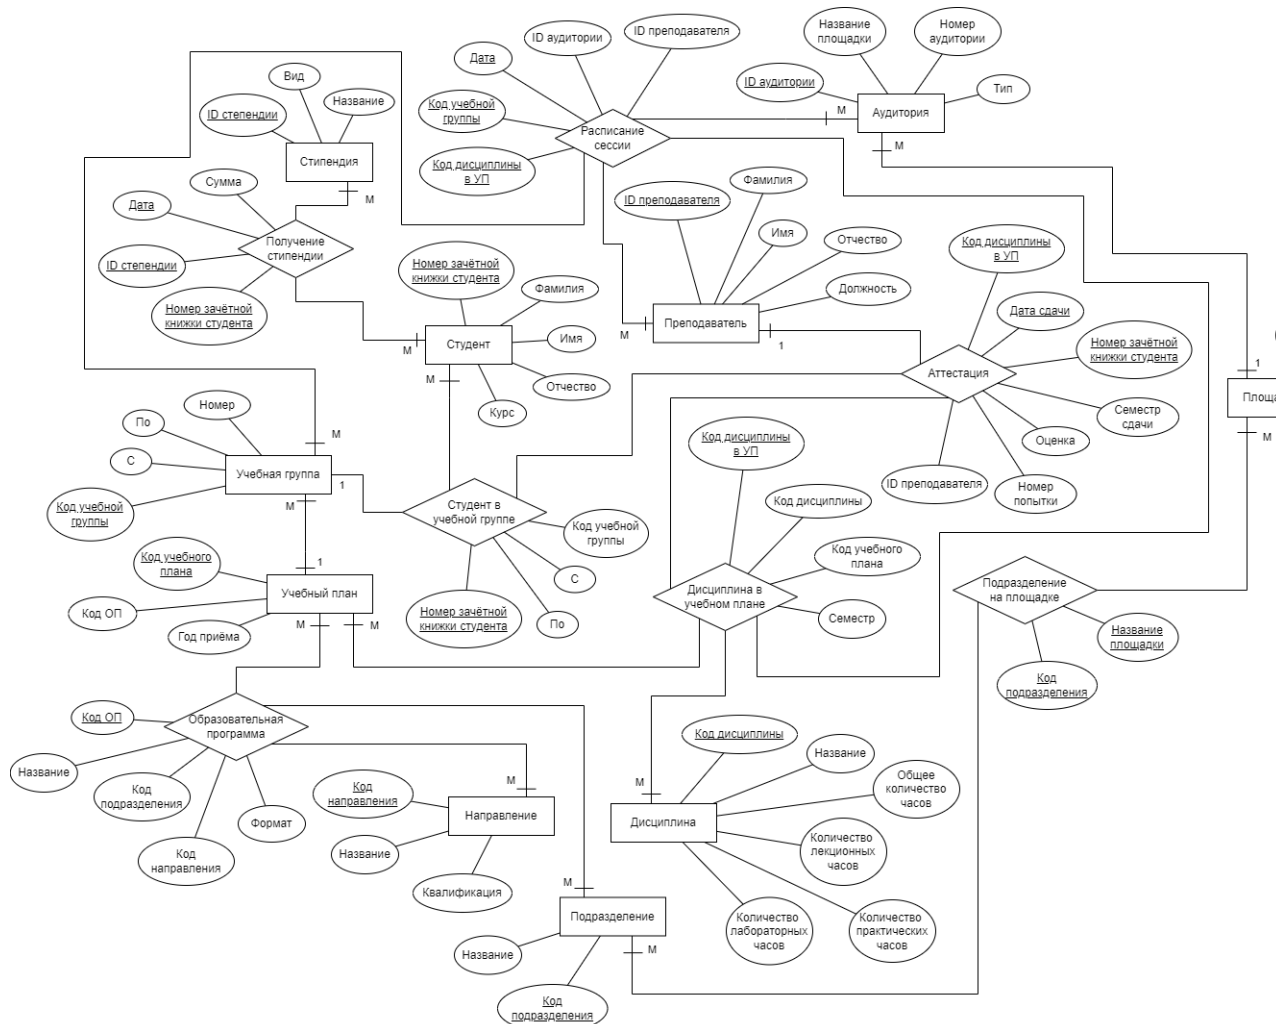 Название
площадки
Номер
аудитории
ID аудитории
ID преподавателя
Дата
Вид
Название
ID степендии
Код учебной
группы
ID аудитории
Тип
М
Аудитория
Расписание
сессии
М
Стипендия
М
Код дисциплины
в УП
Сумма
Дата
Фамилия
ID преподавателя
Имя
Отчество
Код дисциплины
в УП
Получение
стипендии
ID степендии
Номер зачётной
книжки студента
Номер зачётной
книжки студента
Фамилия
Должность
Дата сдачи
Преподаватель
М
1
Студент
М
Имя
Номер зачётной
книжки студента
1
Площа
М
Аттестация
М
Отчество
Курс
Семестр
сдачи
Оценка
Номер
По
М
Код дисциплины
в УП
С
Учебная группа
1
М
ID преподавателя
Номер
попытки
Код учебной
группы
Студент в
учебной группе
Код дисциплины
Код учебной
группы
Код учебного
плана
1
Код учебного
плана
С
Учебный план
Дисциплина в
учебном плане
Подразделение
на площадке
Код ОП
Год приёма
М
М
Номер зачётной
книжки студента
По
Семестр
Название
площадки
Код
подразделения
Код ОП
Образовательная
программа
Код дисциплины
Название
Название
Код
подразделения
Формат
Код
направления
М
М
Общее
количество
часов
Направление
Дисциплина
Название
Количество
лекционных
часов
Код
направления
Квалификация
М
Подразделение
Количество
лабораторных
часов
Количество
практических
часов
М
Название
Код
подразделения